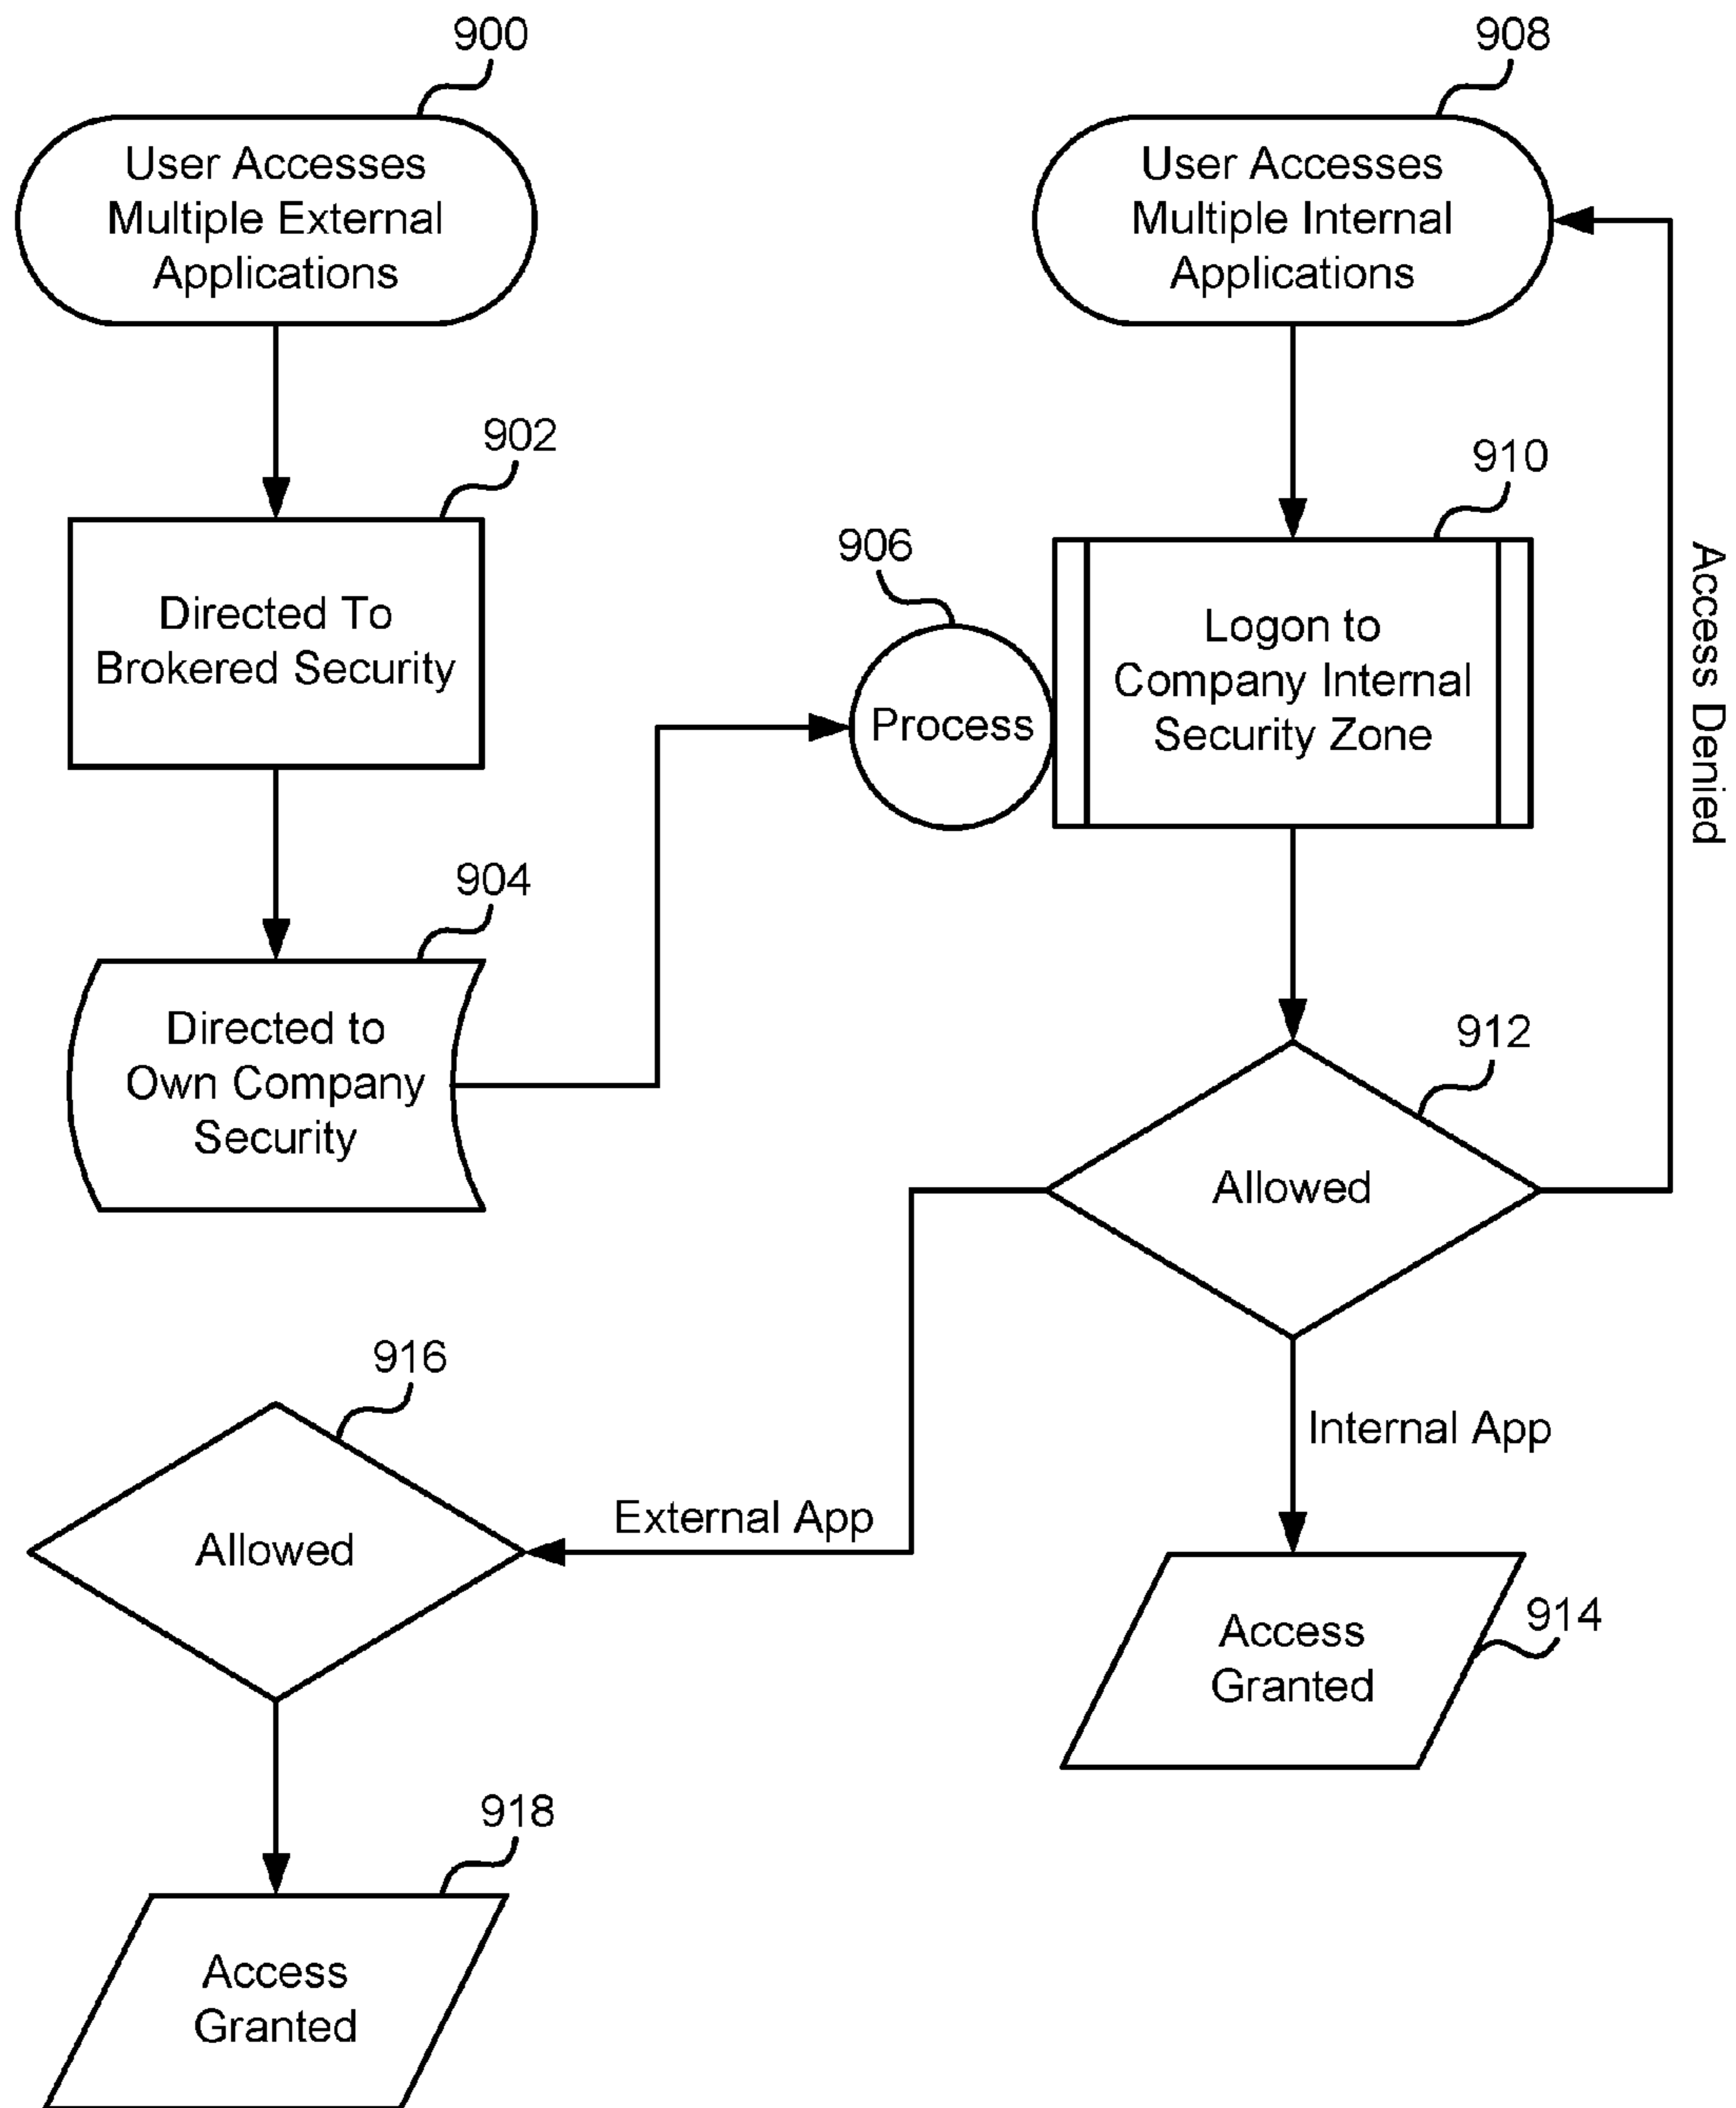 900
User Accesses
Multiple External
Applications
908
User Accesses
Multiple Internal
Applications
902
Directed To
Brokered Security
906
Process
910
Logon to
Company Internal
Security Zone
Access Denied
904
Directed to
Own Company
Security
912
Allowed
916
Allowed
External App
Internal App
Access
Granted
914
918
Access
Granted